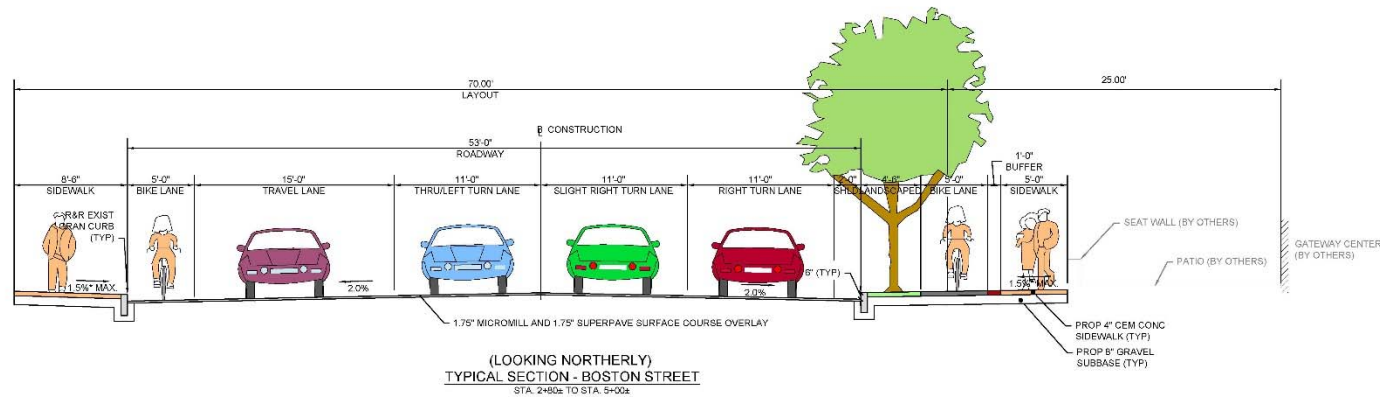 70.00'
LAYOUT
25.00'
℄ CONSTRUCTION
53'-0"
ROADWAY
1'-0"
BUFFER
8'-6"
SIDEWALK
5'-0"
BIKE LANE
15'-0"
TRAVEL LANE
11'-0"
THRU/LEFT TURN LANE
11'-0"
SLIGHT RIGHT TURN LANE
11'-0"
RIGHT TURN LANE
SHLD
4'-6"
LANDSCAPED
5'-0"
BIKE LANE
5'-0"
SIDEWALK
R&R EXIST
GRAN CURB
(TYP)
SEAT WALL (BY OTHERS)
GATEWAY CENTER
(BY OTHERS)
PATIO (BY OTHERS)
1.5%* MAX.
2.0%
6" (TYP)
2.0%
1.5%* MAX.
1.75" MICROMILL AND 1.75" SUPERPAVE SURFACE COURSE OVERLAY
PROP 4" CEM CONC
SIDEWALK (TYP)
PROP 8" GRAVEL
SUBBASE (TYP)
(LOOKING NORTHERLY)
TYPICAL SECTION - BOSTON STREET
STA. 2+80± TO STA. 5+00±